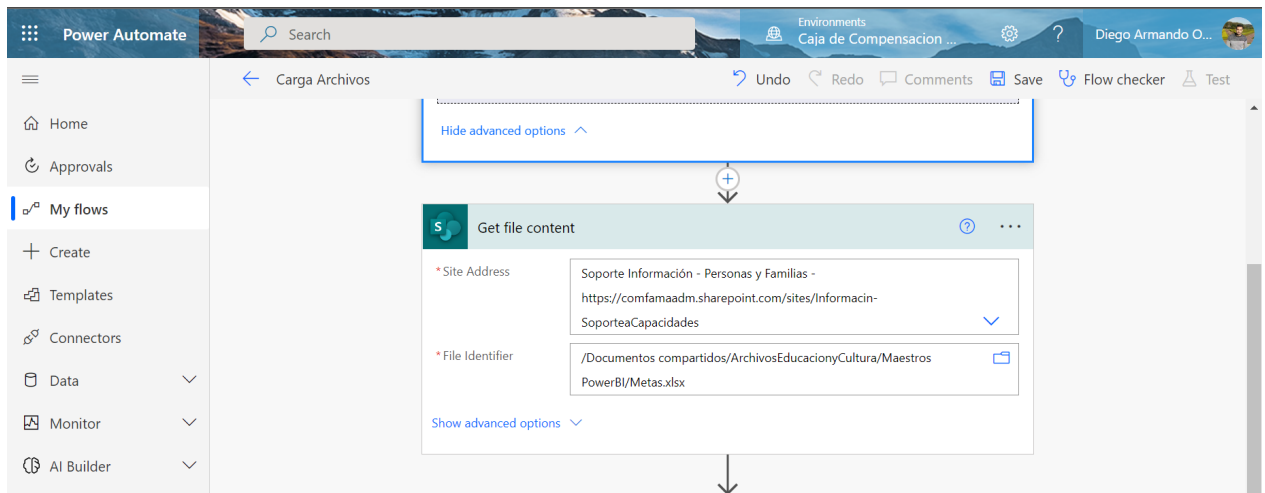 Power Automate
Search
Environments
Caja de Compensacion ...
?
Diego Armando O...
Carga Archivos
Undo
Redo
Comments
Save
Flow checker
Test
Home
Approvals
My flows
Create
Templates
Connectors
Data
Monitor
AI Builder
Hide advanced options
+
S
Get file content
?
...
* Site Address
Soporte Información - Personas y Familias -
https://comfamaadm.sharepoint.com/sites/Informacin-
SoporteaCapacidades
* File Identifier
/Documentos compartidos/ArchivosEducacionyCultura/Maestros
PowerBI/Metas.xlsx
Show advanced options